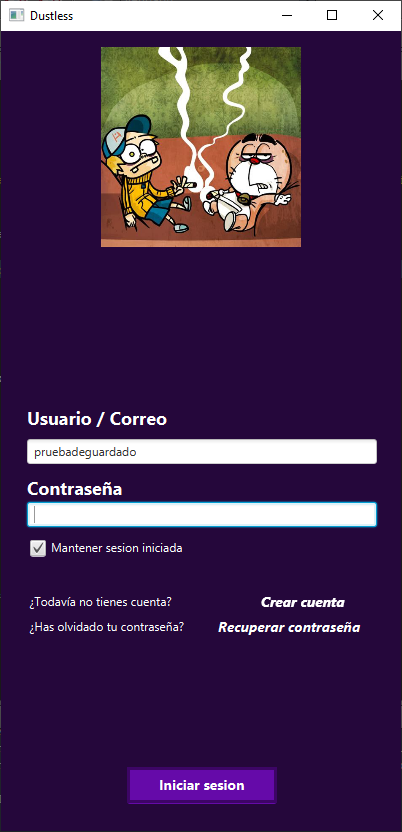 Dustless
Usuario / Correo
pruebadeguardado
Contraseña
Mantener sesion iniciada
¿Todavía no tienes cuenta? Crear cuenta
¿Has olvidado tu contraseña? Recuperar contraseña
Iniciar sesion